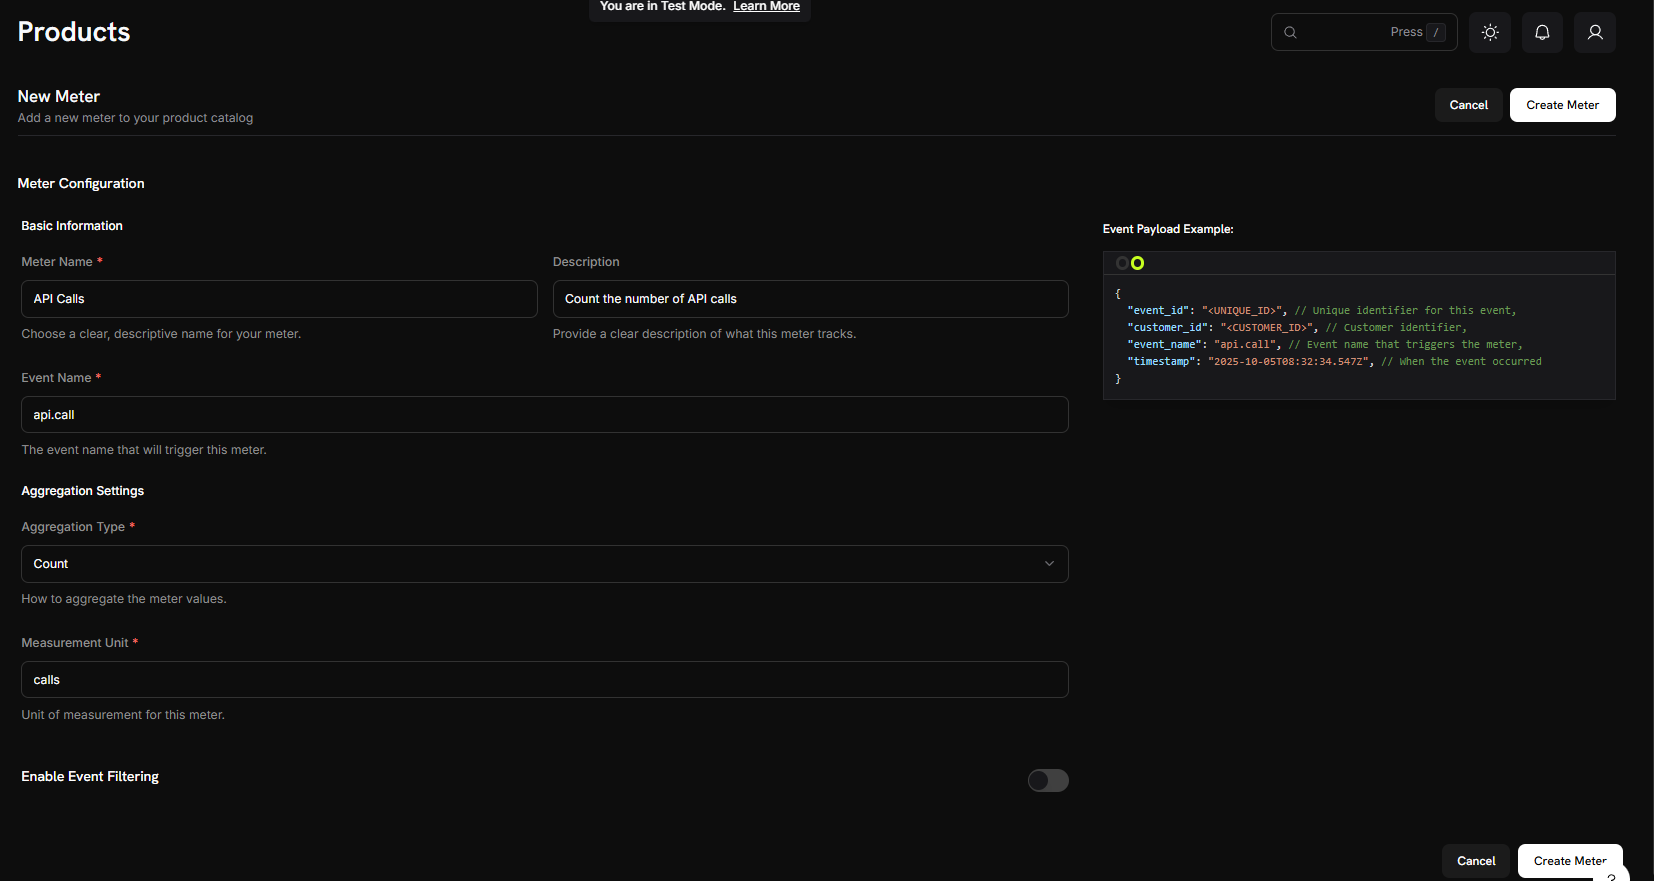 You are in Test Mode. Learn More
Products
Press /
New Meter
Add a new meter to your product catalog
Cancel
Create Meter
Meter Configuration
Basic Information
Meter Name *
Description
API Calls
Count the number of API calls
Choose a clear, descriptive name for your meter.
Provide a clear description of what this meter tracks.
Event Name *
api.call
The event name that will trigger this meter.
Aggregation Settings
Aggregation Type *
Count
How to aggregate the meter values.
Measurement Unit *
calls
Unit of measurement for this meter.
Enable Event Filtering
Event Payload Example:
{
"event_id": "<UNIQUE_ID>", // Unique identifier for this event,
"customer_id": "<CUSTOMER_ID>", // Customer identifier,
"event_name": "api.call", // Event name that triggers the meter,
"timestamp": "2025-10-05T08:32:34.547Z", // When the event occurred
}
Cancel
Create Meter
?